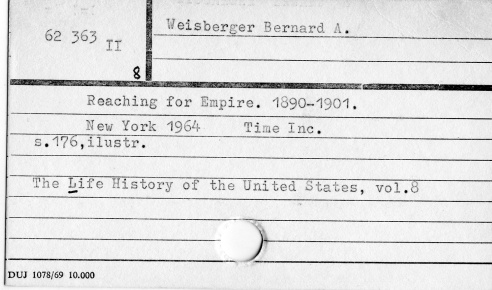 Weisberger Bernard A.
62 363 II
8
Reaching for Empire. 1890-1901.
New York 1964 Time Inc.
s.176,ilustr.
The Life History of the United States, vol.8
DUJ 1078/69 10.000